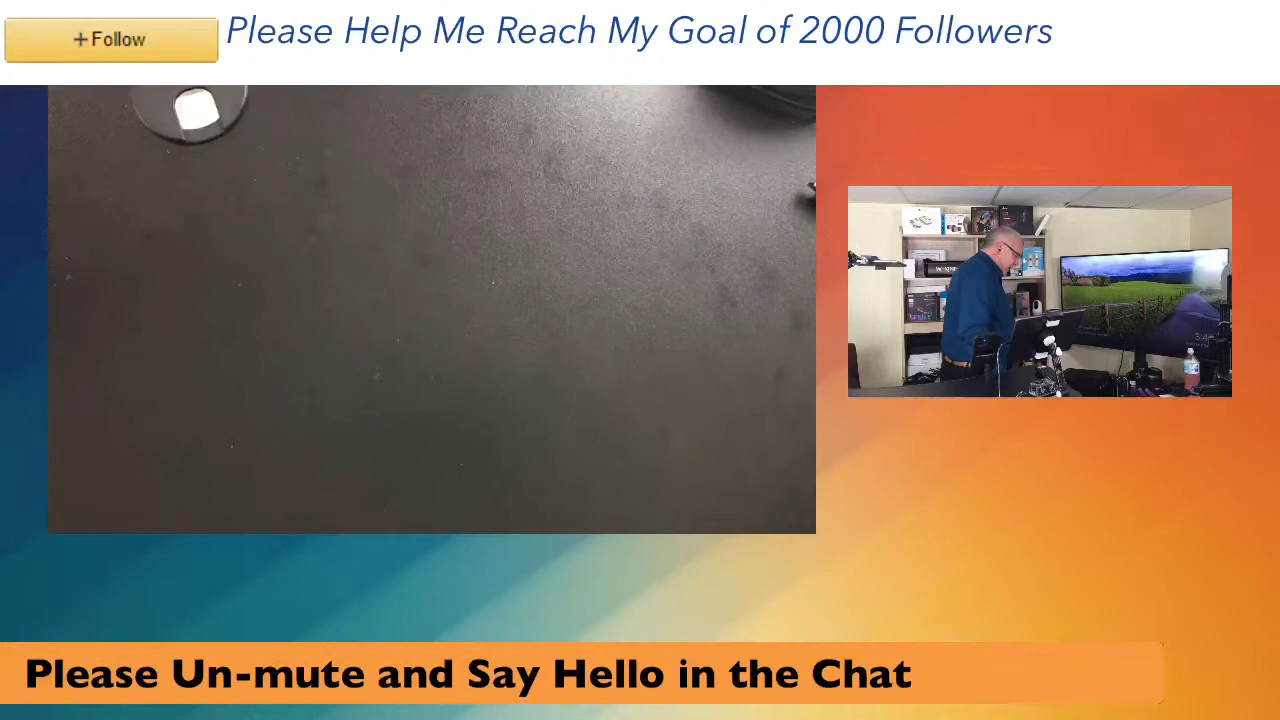 +Follow
Please Help Me Reach My Goal of 2000 Followers
Please Un-mute and Say Hello in the Chat